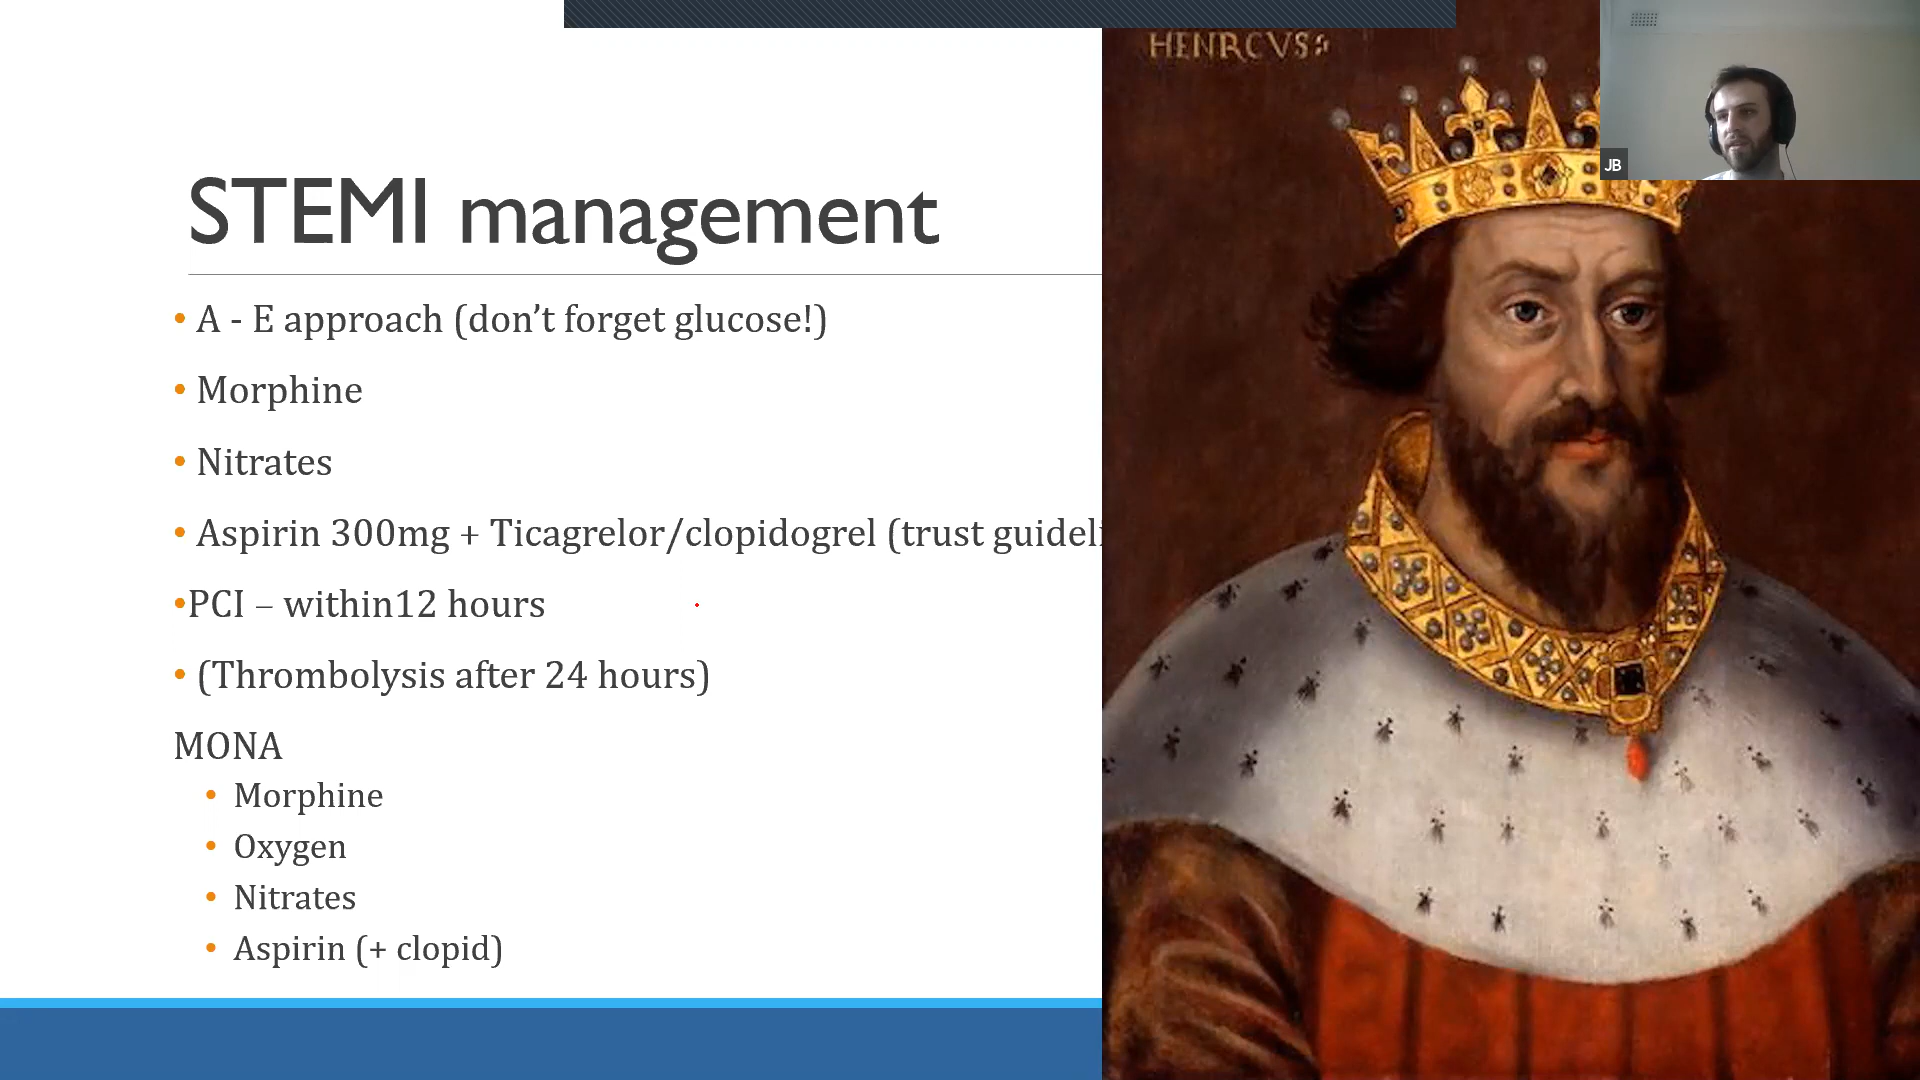 HENRCVS:
JB
STEMI management
• A - E approach (don’t forget glucose!)
• Morphine
• Nitrates
• Aspirin 300mg + Ticagrelor/clopidogrel (trust
•PCI – within12 hours
• (Thrombolysis after 24 hours)
MONA
• Morphine
• Oxygen
• Nitrates
• Aspirin (+ clopid)